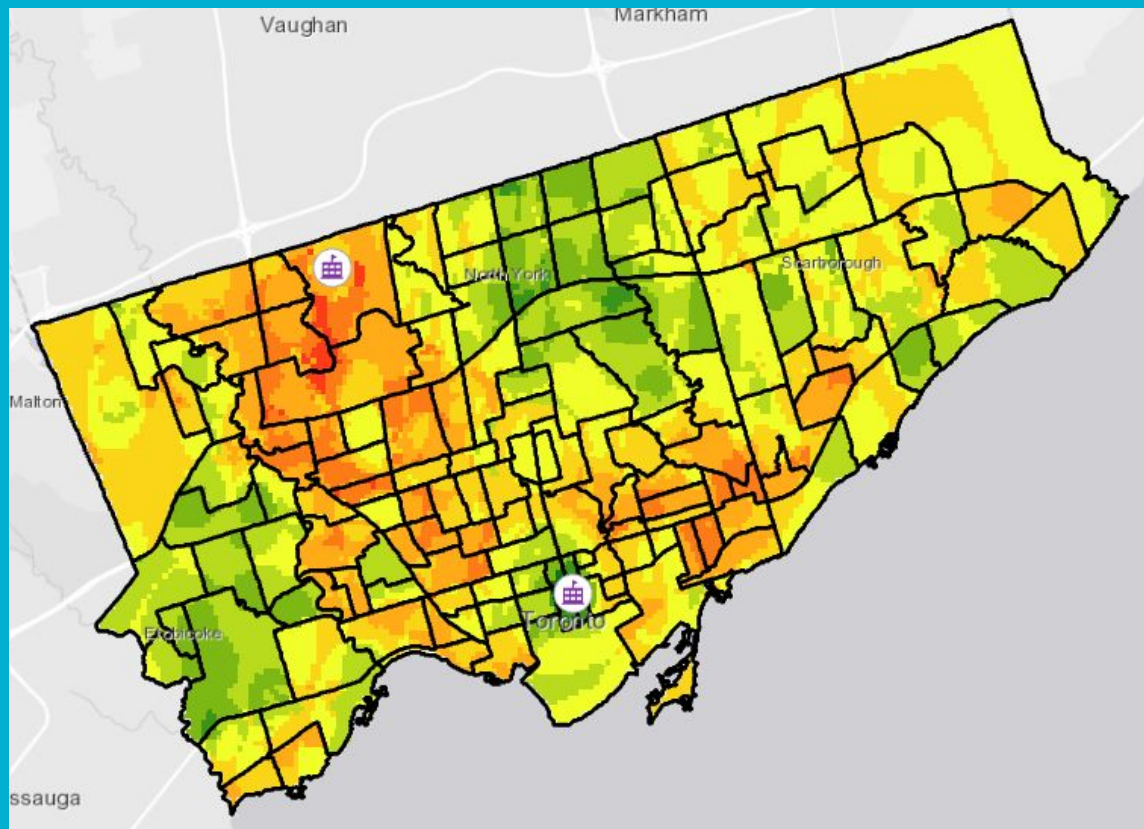 Vaughan
Markham
North York
Scarborough
Malton
Toronto
Etobicoke
ssauga